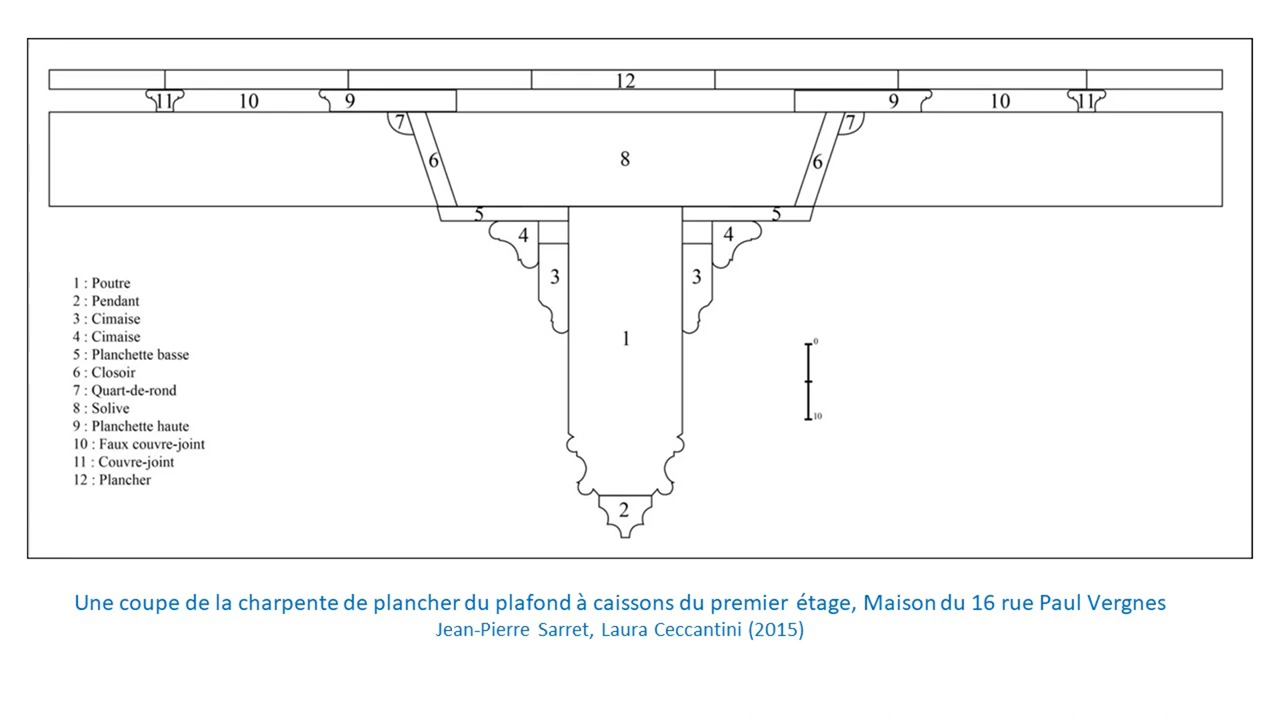 12
11 10 9 9 10 11
7 7
6 8 6
5 5
4 4
3 3
1
2
0
10
1 : Poutre
2 : Pendant
3 : Cimaise
4 : Cimaise
5 : Planchette basse
6 : Closoir
7 : Quart-de-rond
8 : Solive
9 : Planchette haute
10 : Faux couvre-joint
11 : Couvre-joint
12 : Plancher
Une coupe de la charpente de plancher du plafond à caissons du premier étage, Maison du 16 rue Paul Vergnes
Jean-Pierre Sarret, Laura Ceccantini (2015)